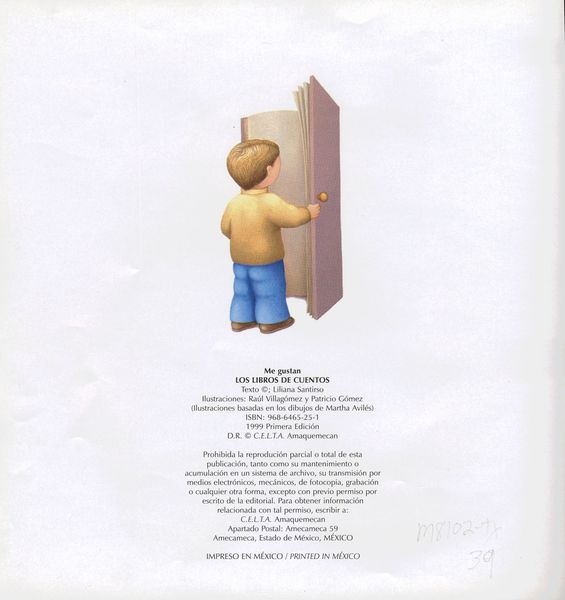 Me gustan
LOS LIBROS DE CUENTOS
Texto ©; Liliana Santirso
Ilustraciones: Raúl Villagómez y Patricio Gómez
(Ilustraciones basadas en los dibujos de Martha Avilés)
ISBN: 968-6465-25-1
1999 Primera Edición
D.R. © C.E.L.T.A. Amaquemecan
Prohibida la reproducción parcial o total de esta
publicación, tanto como su mantenimiento o
acumulación en un sistema de archivo, su transmisión por
medios electrónicos, mecánicos, de fotocopia, grabación
o cualquier otra forma, excepto con previo permiso por
escrito de la editorial. Para obtener información
relacionada con tal permiso, escribir a:
C.E.L.T.A. Amaquemecan
Apartado Postal: Amecameca 59
Amecameca, Estado de México, MÉXICO
IMPRESO EN MÉXICO / PRINTED IN MÉXICO
39